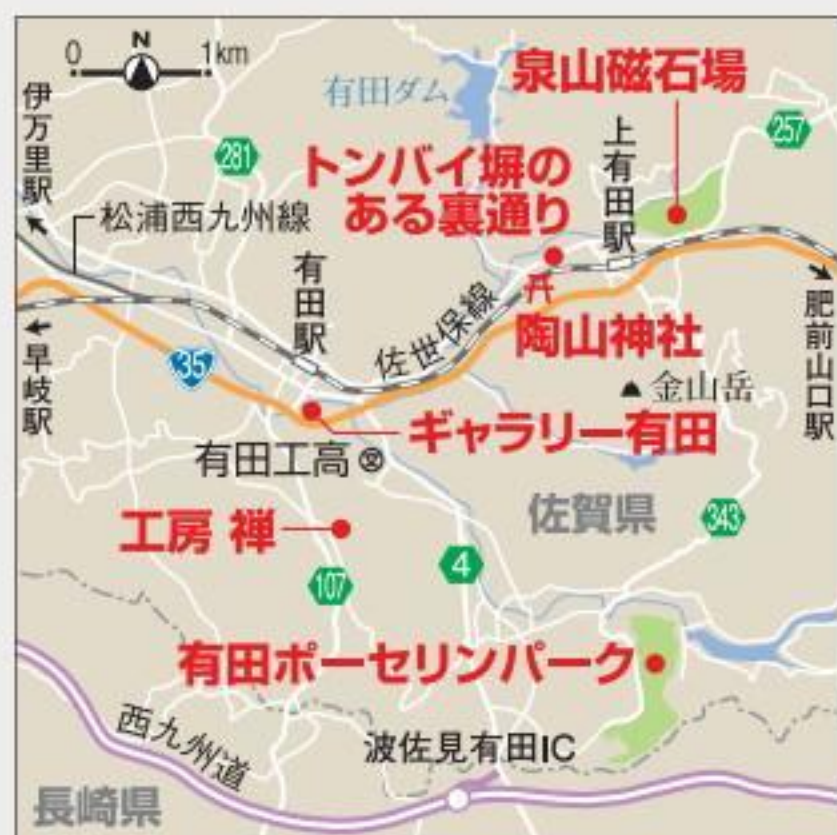 N
0 1km
伊万里駅
有田ダム
泉山磁石場
257
281
トンバイ塀の
ある裏通り
上有田駅
松浦西九州線
有田駅
佐世保線
肥前山口駅
早岐駅
35
陶山神社
金山岳
ギャラリー有田
有田工高
文
佐賀県
工房 禅
343
4
107
有田ポーセリンパーク
西九州道
波佐見有田IC
長崎県